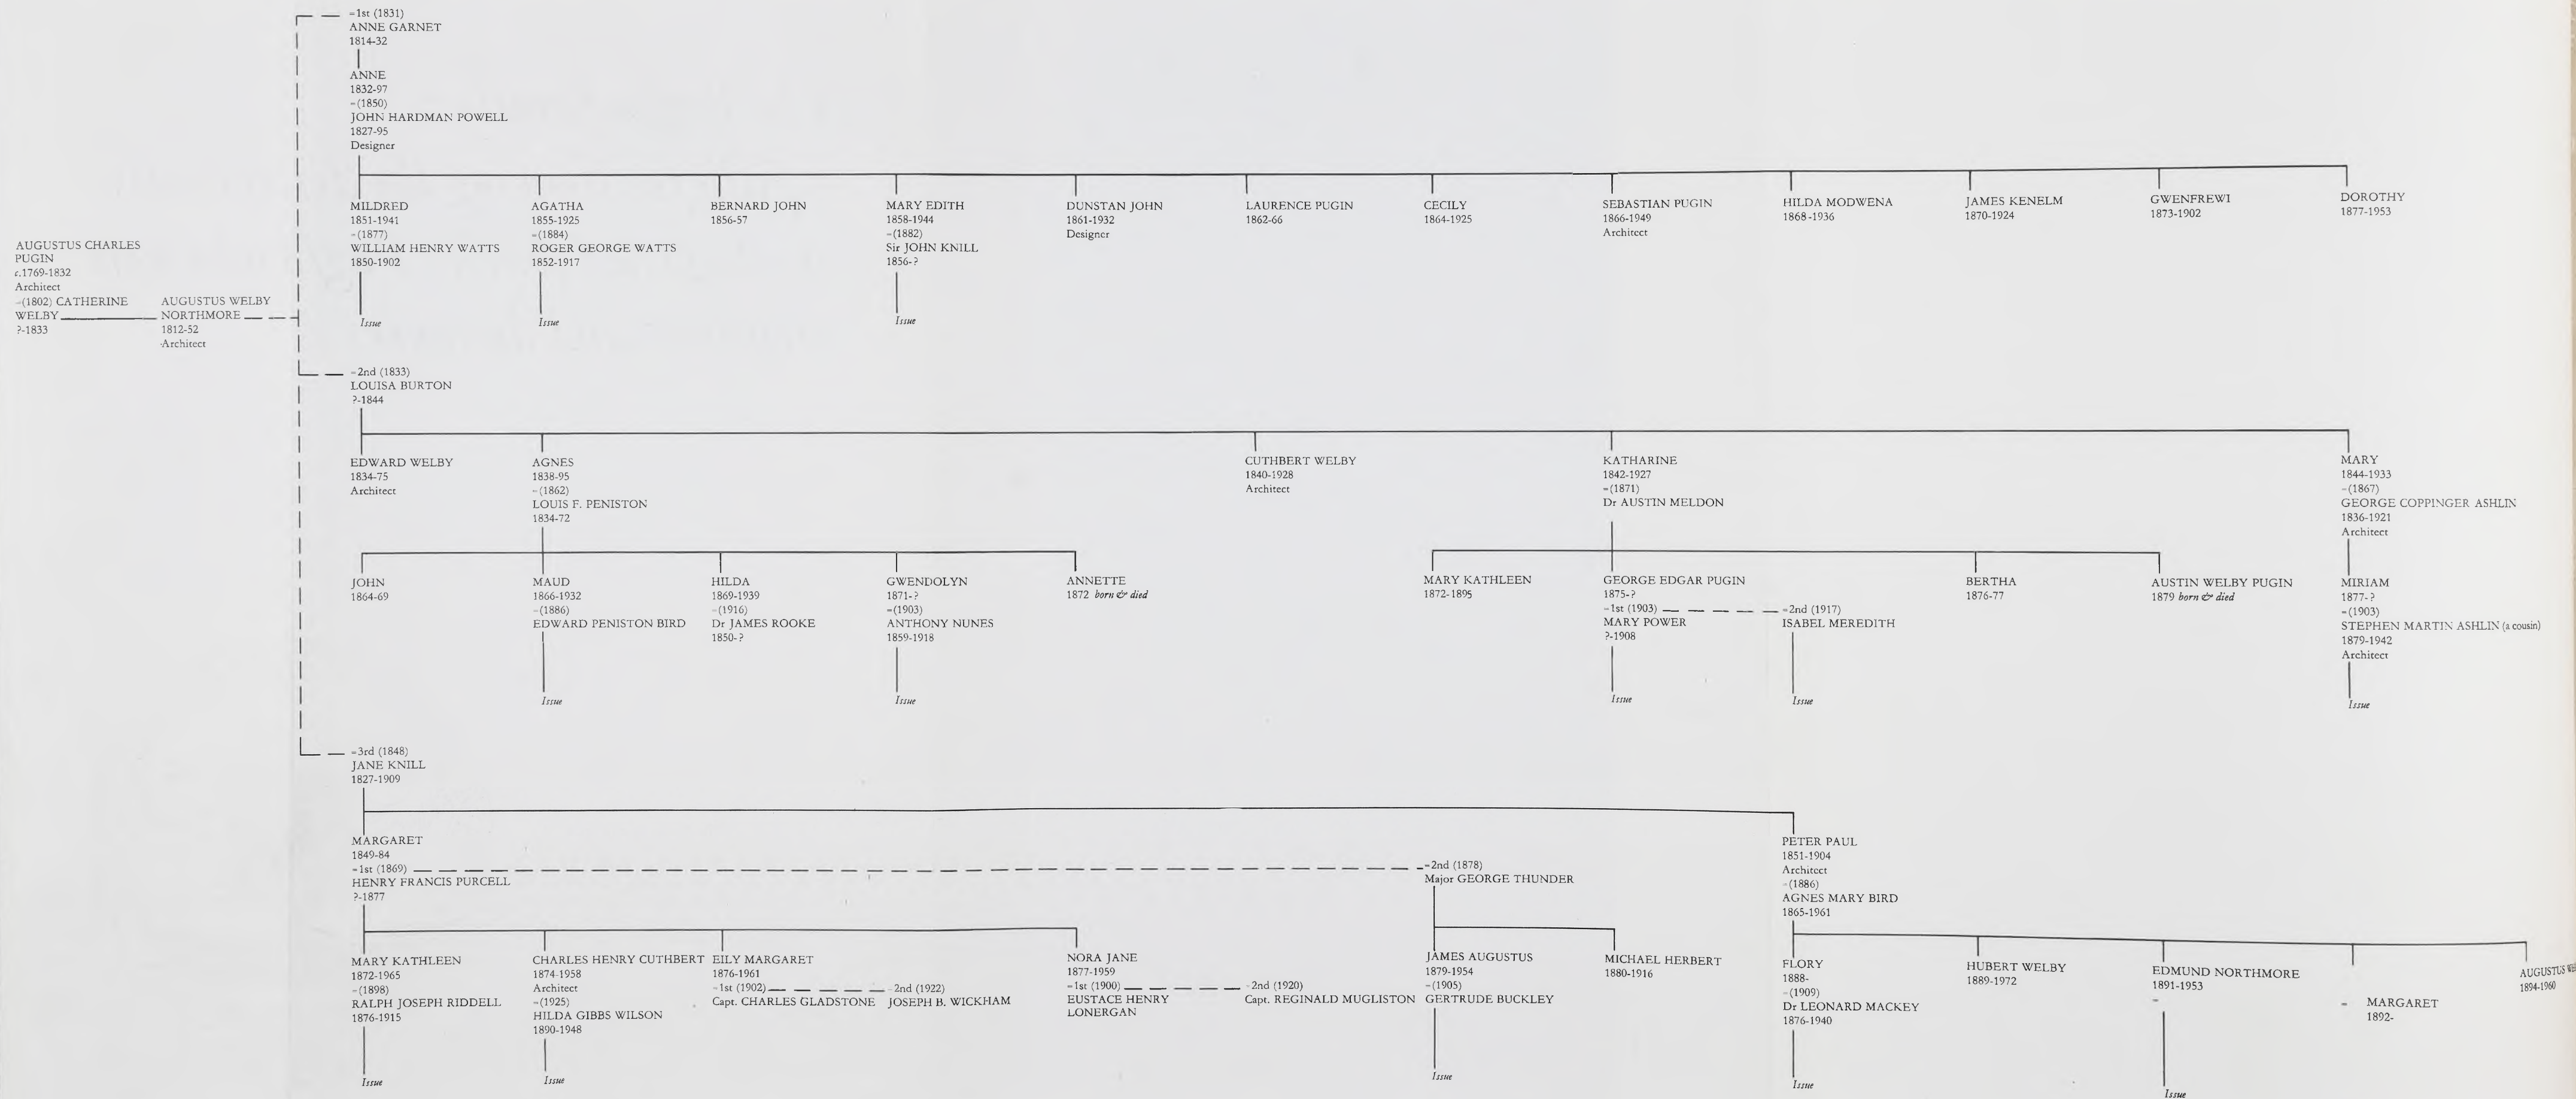 AUGUSTUS CHARLES
PUGIN
c.1769-1832
Architect
=(1802) CATHERINE
WELBY
?-1833
AUGUSTUS WELBY
NORTHMORE
1812-52
Architect
=1st (1831)
ANNE GARNET
1814-32
ANNE
1832-97
=(1850)
JOHN HARDMAN POWELL
1827-95
Designer
MILDRED
1851-1941
=(1877)
WILLIAM HENRY WATTS
1850-1902
Issue
AGATHA
1855-1925
=(1884)
ROGER GEORGE WATTS
1852-1917
Issue
BERNARD JOHN
1856-57
MARY EDITH
1858-1944
=(1882)
Sir JOHN KNILL
1856-?
Issue
DUNSTAN JOHN
1861-1932
Designer
LAURENCE PUGIN
1862-66
CECILY
1864-1925
SEBASTIAN PUGIN
1866-1949
Architect
HILDA MODWENA
1868-1936
JAMES KENELM
1870-1924
GWENFREWI
1873-1902
DOROTHY
1877-1953
=2nd (1833)
LOUISA BURTON
?-1844
EDWARD WELBY
1834-75
Architect
AGNES
1838-95
=(1862)
LOUIS F. PENISTON
1834-72
CUTHBERT WELBY
1840-1928
Architect
KATHARINE
1842-1927
=(1871)
Dr AUSTIN MELDON
MARY
1844-1933
=(1867)
GEORGE COPPINGER ASHLIN
1836-1921
Architect
JOHN
1864-69
MAUD
1866-1932
=(1886)
EDWARD PENISTON BIRD
Issue
HILDA
1869-1939
=(1916)
Dr JAMES ROOKE
1850-?
GWENDOLYN
1871-?
=(1903)
ANTHONY NUNES
1859-1918
Issue
ANNETTE
1872 born & died
MARY KATHLEEN
1872-1895
GEORGE EDGAR PUGIN
1875-?
=1st (1903)
MARY POWER
?-1908
Issue
=2nd (1917)
ISABEL MEREDITH
Issue
BERTHA
1876-77
AUSTIN WELBY PUGIN
1879 born & died
MIRIAM
1877-?
=(1903)
STEPHEN MARTIN ASHLIN (a cousin)
1879-1942
Architect
Issue
=3rd (1848)
JANE KNILL
1827-1909
MARGARET
1849-84
=1st (1869)
HENRY FRANCIS PURCELL
?-1877
=2nd (1878)
Major GEORGE THUNDER
PETER PAUL
1851-1904
Architect
=(1886)
AGNES MARY BIRD
1865-1961
MARY KATHLEEN
1872-1965
=(1898)
RALPH JOSEPH RIDDELL
1876-1915
Issue
CHARLES HENRY CUTHBERT
1874-1958
Architect
=(1925)
HILDA GIBBS WILSON
1890-1948
Issue
EILY MARGARET
1876-1961
=1st (1902)
Capt. CHARLES GLADSTONE
=2nd (1922)
JOSEPH B. WICKHAM
NORA JANE
1877-1959
=1st (1900)
EUSTACE HENRY
LONERGAN
=2nd (1920)
Capt. REGINALD MUGLISTON
JAMES AUGUSTUS
1879-1954
=(1905)
GERTRUDE BUCKLEY
Issue
MICHAEL HERBERT
1880-1916
FLORY
1888-
=(1909)
Dr LEONARD MACKEY
1876-1940
Issue
HUBERT WELBY
1889-1972
EDMUND NORTHMORE
1891-1953
=
Issue
=
MARGARET
1892-
AUGUSTUS
1894-1960